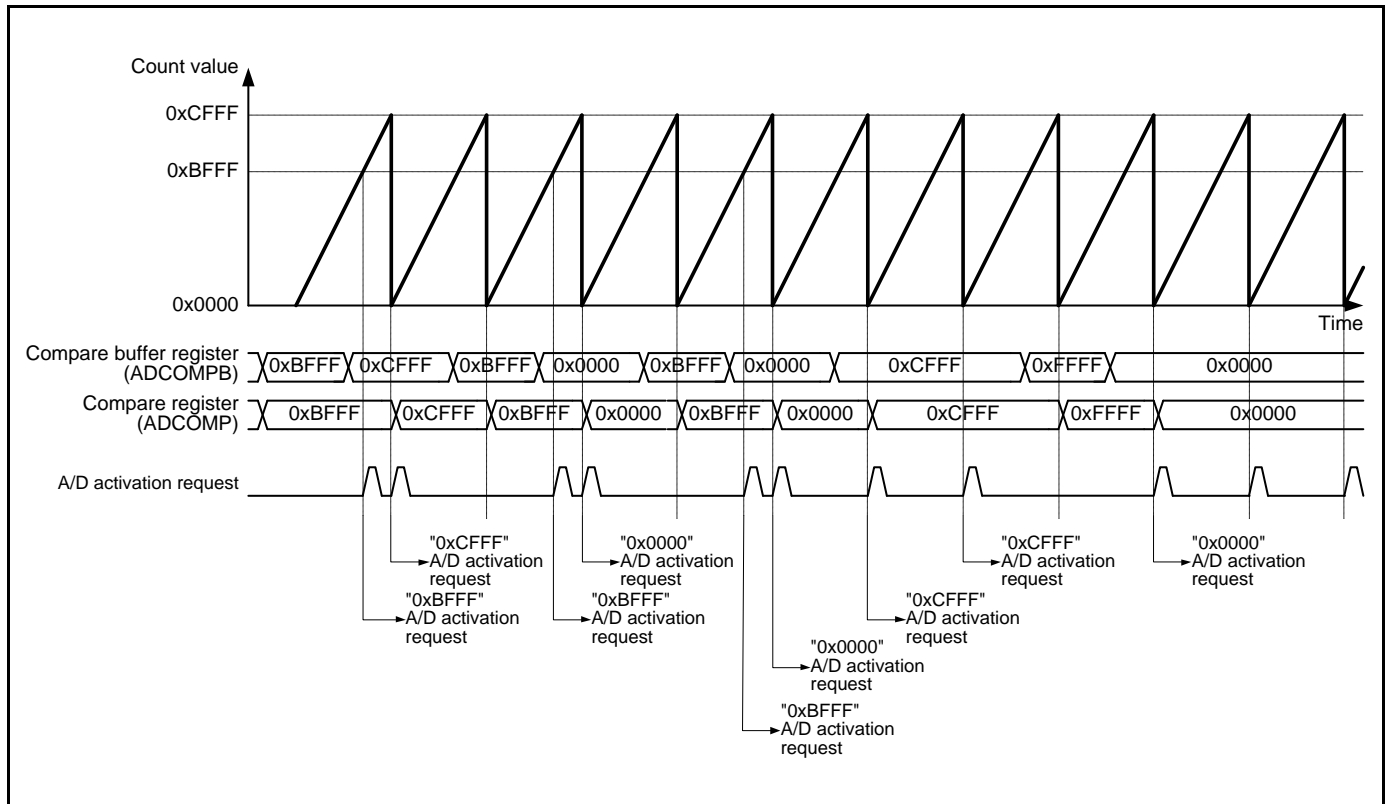 Count value
0xCFFF
0xBFFF
0x0000
Time
Compare buffer register
(ADCOMPB)
0xBFFF 0xCFFF 0xBFFF 0x0000 0xBFFF 0x0000 0xCFFF 0xFFFF 0x0000
Compare register
(ADCOMP)
0xBFFF 0xCFFF 0xBFFF 0x0000 0xBFFF 0x0000 0xCFFF 0xFFFF 0x0000
A/D activation request
"0xCFFF"
A/D activation
request
"0x0000"
A/D activation
request
"0xCFFF"
A/D activation
request
"0x0000"
A/D activation
request
"0xBFFF"
A/D activation
request
"0xBFFF"
A/D activation
request
"0xCFFF"
A/D activation
request
"0x0000"
A/D activation
request
"0xBFFF"
A/D activation
request